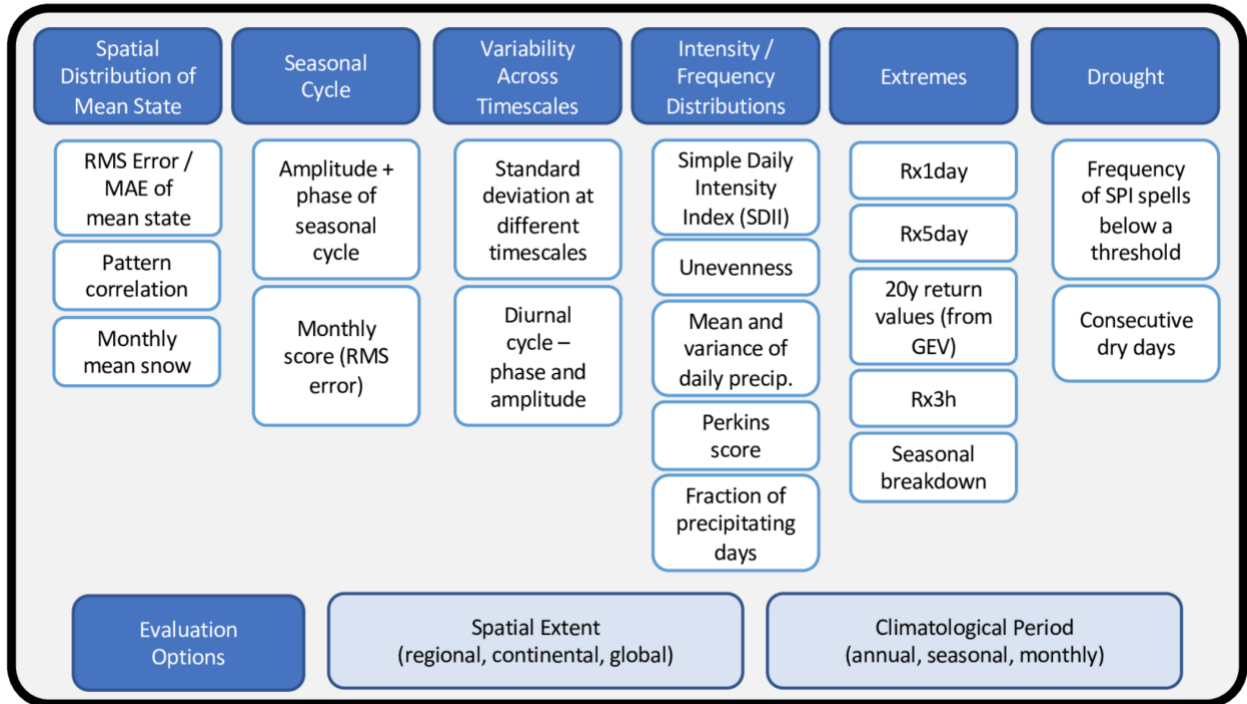 Spatial
Distribution of
Mean State
RMS Error /
MAE of
mean state
Pattern
correlation
Monthly
mean snow
Seasonal
Cycle
Amplitude +
phase of
seasonal
cycle
Monthly
score (RMS
error)
Variability
Across
Timescales
Standard
deviation at
different
timescales
Diurnal
cycle –
phase and
amplitude
Intensity /
Frequency
Distributions
Simple Daily
Intensity
Index (SDII)
Unevenness
Mean and
variance of
daily precip.
Perkins
score
Fraction of
precipitating
days
Extremes
Rx1day
Rx5day
20y return
values (from
GEV)
Rx3h
Seasonal
breakdown
Drought
Frequency
of SPI spells
below a
threshold
Consecutive
dry days
Evaluation
Options
Spatial Extent
(regional, continental, global)
Climatological Period
(annual, seasonal, monthly)